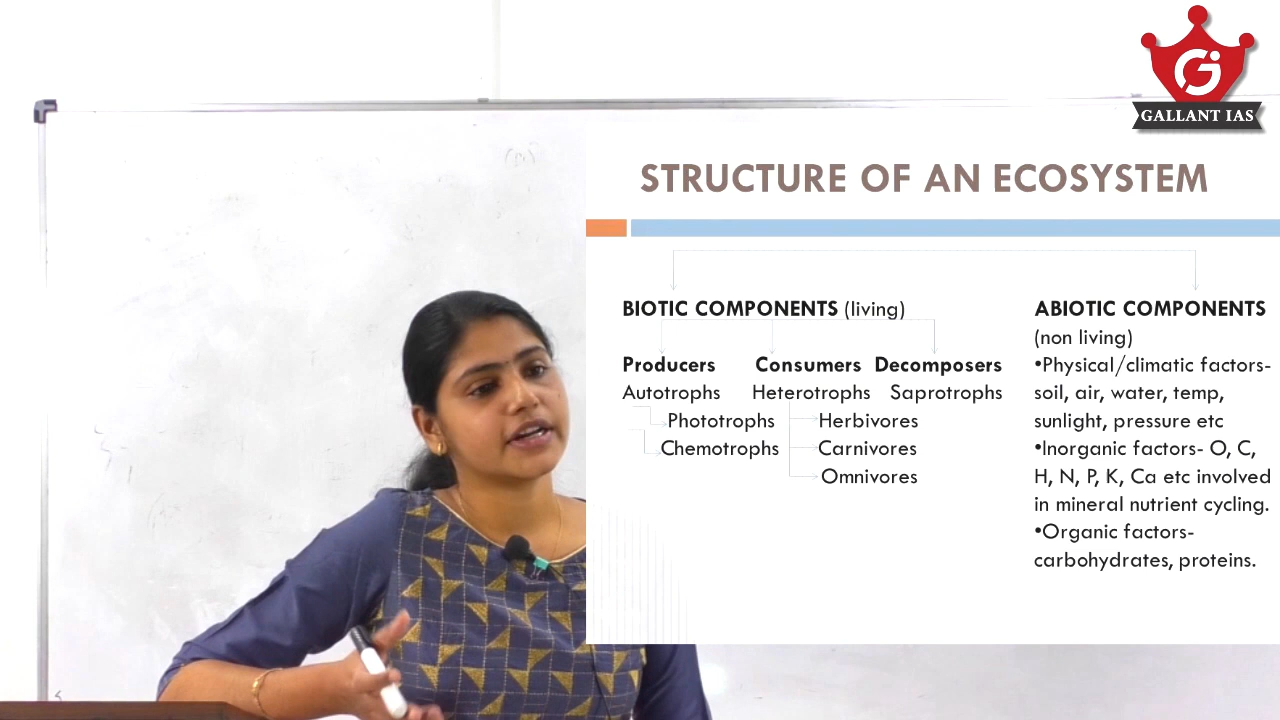 GALLANT IAS
STRUCTURE OF AN ECOSYSTEM
BIOTIC COMPONENTS (living)
Producers Consumers Decomposers
Autotrophs Heterotrophs Saprotrophs
Phototrophs Herbivores
Chemotrophs Carnivores
Omnivores
ABIOTIC COMPONENTS
(non living)
•Physical/climatic factors-
soil, air, water, temp,
sunlight, pressure etc
•Inorganic factors- O, C,
H, N, P, K, Ca etc involved
in mineral nutrient cycling.
•Organic factors-
carbohydrates, proteins.